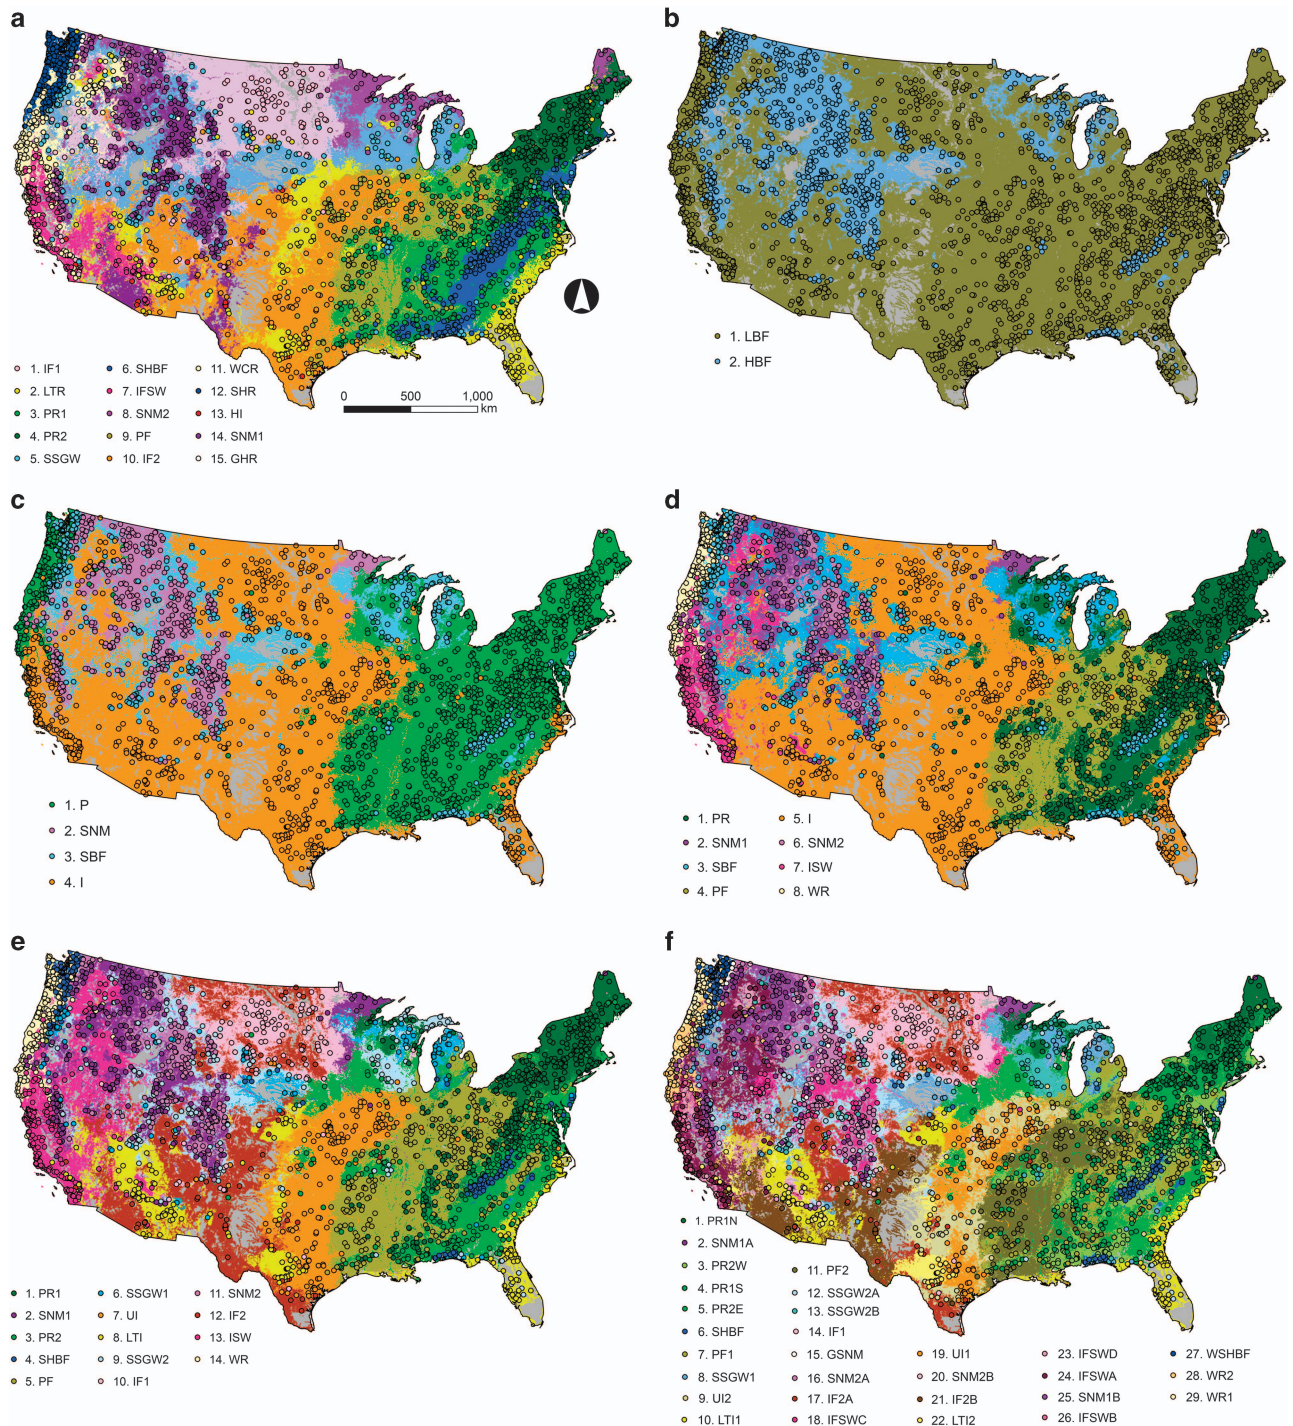 a
1. IF1
2. LTR
3. PR1
4. PR2
5. SSGW
6. SHBF
7. IFSW
8. SNM2
9. PF
10. IF2
11. WCR
12. SHR
13. HI
14. SNM1
15. GHR
0 500 1,000
km
b
1. LBF
2. HBF
c
1. P
2. SNM
3. SBF
4. I
d
1. PR
2. SNM1
3. SBF
4. PF
5. I
6. SNM2
7. ISW
8. WR
e
1. PR1
2. SNM1
3. PR2
4. SHBF
5. PF
6. SSGW1
7. UI
8. LTI
9. SSGW2
10. IF1
11. SNM2
12. IF2
13. ISW
14. WR
f
1. PR1N
2. SNM1A
3. PR2W
4. PR1S
5. PR2E
6. SHBF
7. PF1
8. SSGW1
9. UI2
10. LTI1
11. PF2
12. SSGW2A
13. SSGW2B
14. IF1
15. GSNM
16. SNM2A
17. IF2A
18. IFSWC
19. UI1
20. SNM2B
21. IF2B
22. LTI2
23. IFSWD
24. IFSWA
25. SNM1B
26. IFSWB
27. WSHBF
28. WR2
29. WR1